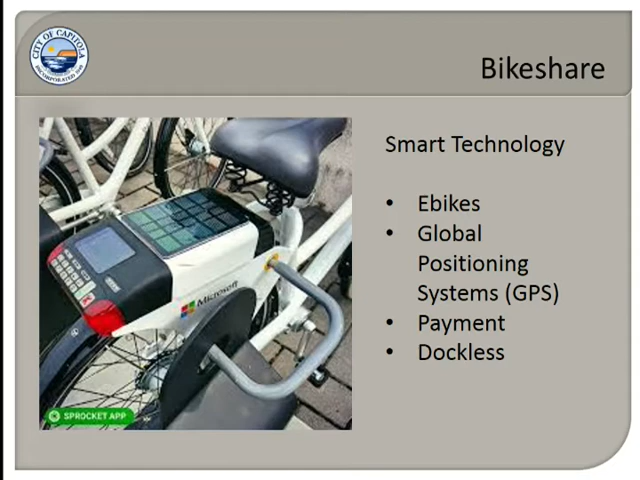 CITY OF CAPITOLA
INCORPORATED 1949
Bikeshare
Smart Technology
• Ebikes
• Global
Positioning
Systems (GPS)
• Payment
• Dockless
Microsoft
SPROCKET APP